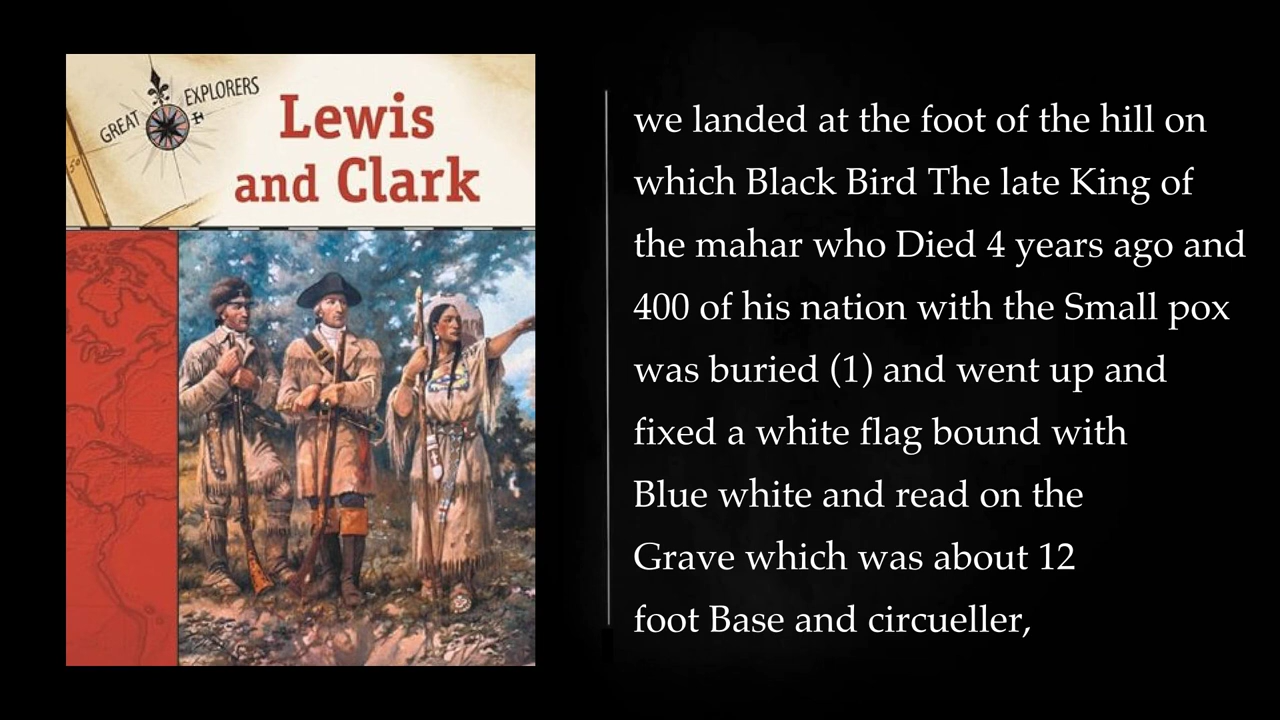 GREAT EXPLORERS
Lewis
and Clark
50
we landed at the foot of the hill on
which Black Bird The late King of
the mahar who Died 4 years ago and
400 of his nation with the Small pox
was buried (1) and went up and
fixed a white flag bound with
Blue white and read on the
Grave which was about 12
foot Base and circueller,